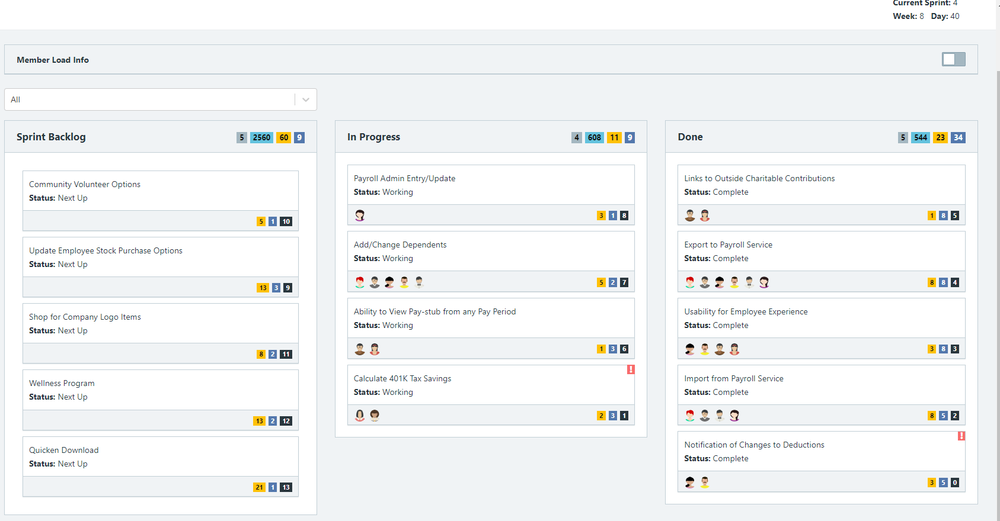 Current Sprint: 4
Week: 8 Day: 40
Member Load Info
All
Sprint Backlog 5 2560 60 9
Community Volunteer Options
Status: Next Up
5 1 10
Update Employee Stock Purchase Options
Status: Next Up
13 3 9
Shop for Company Logo Items
Status: Next Up
8 2 11
Wellness Program
Status: Next Up
13 2 12
Quicken Download
Status: Next Up
21 1 13
In Progress 4 608 11 9
Payroll Admin Entry/Update
Status: Working
3 1 8
Add/Change Dependents
Status: Working
5 2 7
Ability to View Pay-stub from any Pay Period
Status: Working
1 3 6
!
Calculate 401K Tax Savings
Status: Working
2 3 1
Done 5 544 23 34
Links to Outside Charitable Contributions
Status: Complete
1 8 5
Export to Payroll Service
Status: Complete
8 8 4
Usability for Employee Experience
Status: Complete
3 8 3
Import from Payroll Service
Status: Complete
8 5 2
!
Notification of Changes to Deductions
Status: Complete
3 5 0